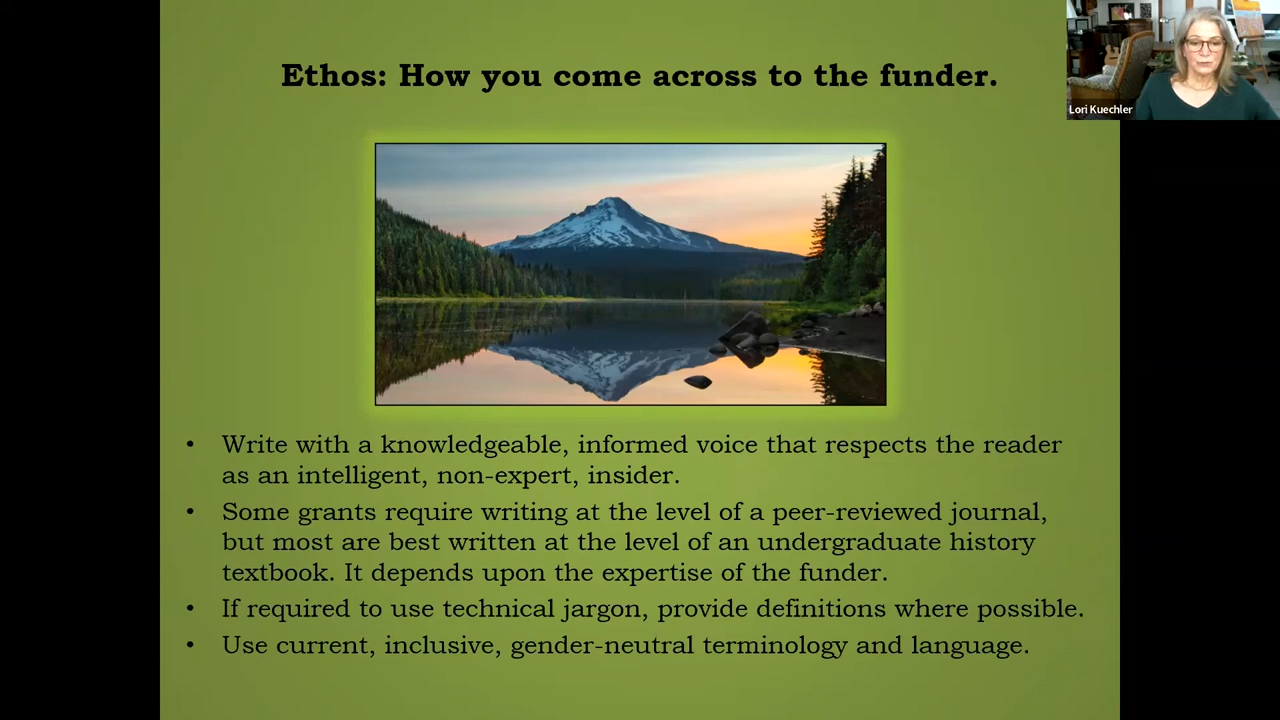 Ethos: How you come across to the funder.
Lori Kuechler
• Write with a knowledgeable, informed voice that respects the reader
as an intelligent, non-expert, insider.
• Some grants require writing at the level of a peer-reviewed journal,
but most are best written at the level of an undergraduate history
textbook. It depends upon the expertise of the funder.
• If required to use technical jargon, provide definitions where possible.
• Use current, inclusive, gender-neutral terminology and language.